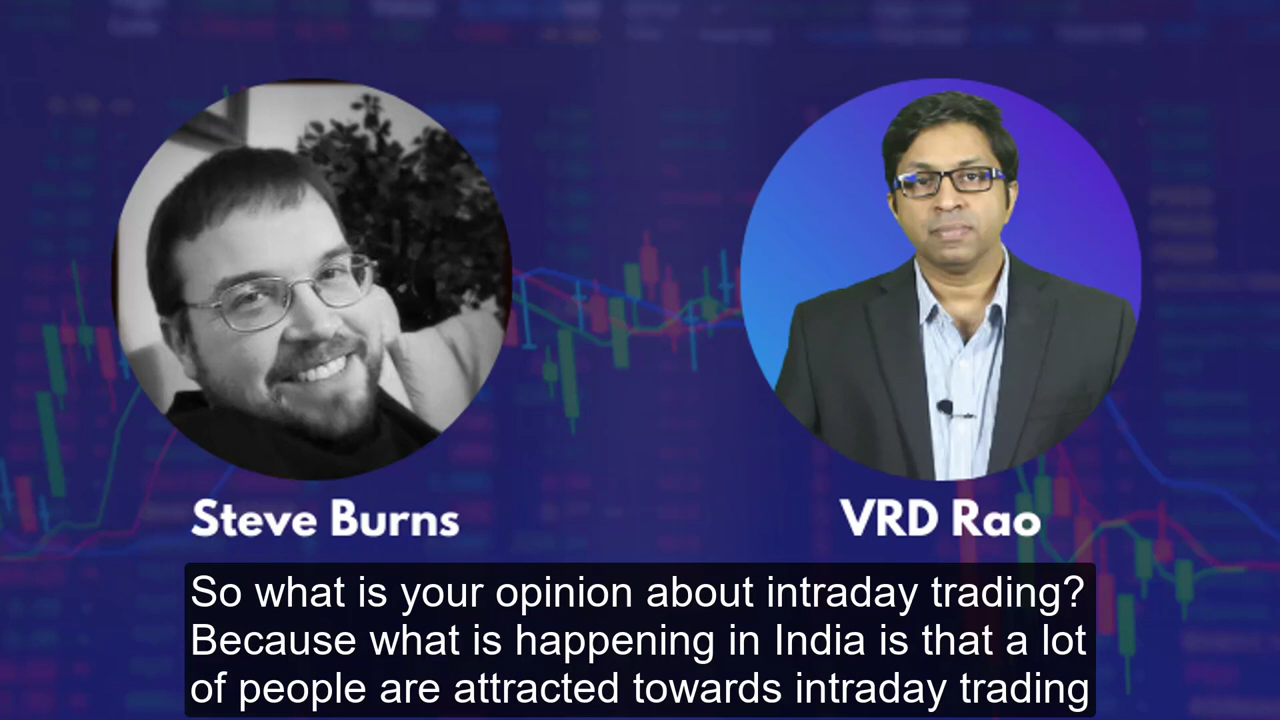 Steve Burns
VRD Rao
So what is your opinion about intraday trading?
Because what is happening in India is that a lot
of people are attracted towards intraday trading